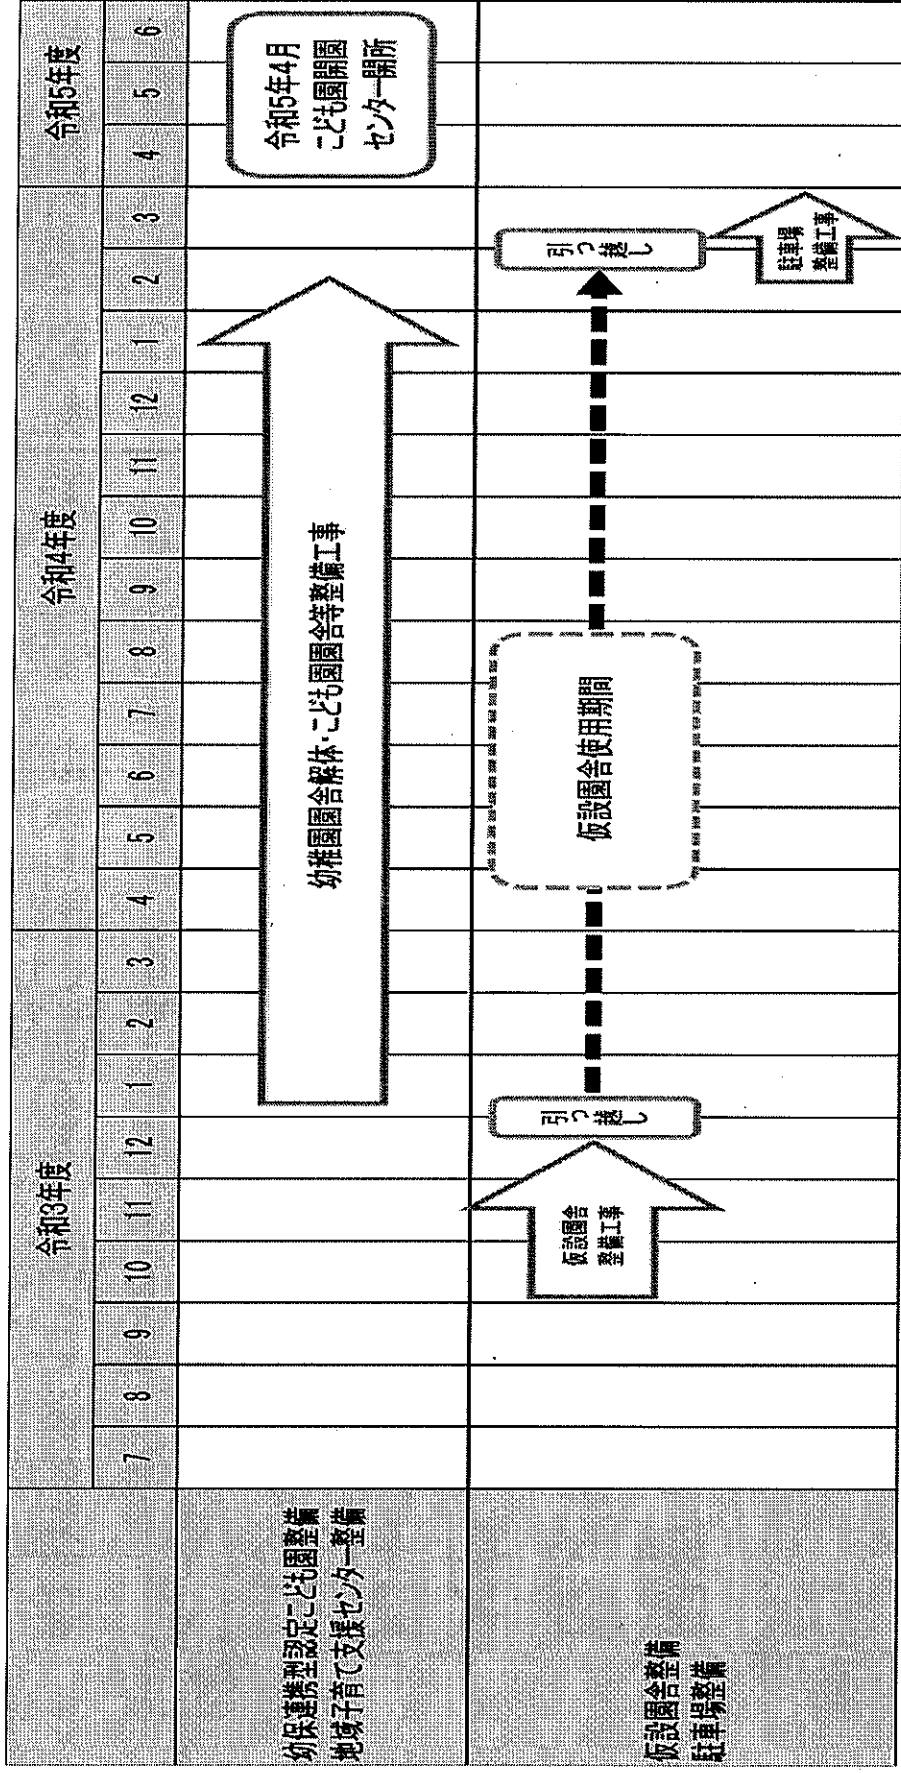 令和3年度
令和4年度
令和5年度
7 8 9 10 11 12 1 2 3 4 5 6 7 8 9 10 11 12 1 2 3 4 5 6
幼保連携型認定こども園整備
地域子育て支援センター整備
幼稚園園舎解体・こども園園舎等整備工事
令和5年4月
こども園開園
センター開所
仮設園舎整備
駐車場整備
仮設園舎
整備工事
引っ越し
仮設園舎使用期間
引っ越し
駐車場
整備工事